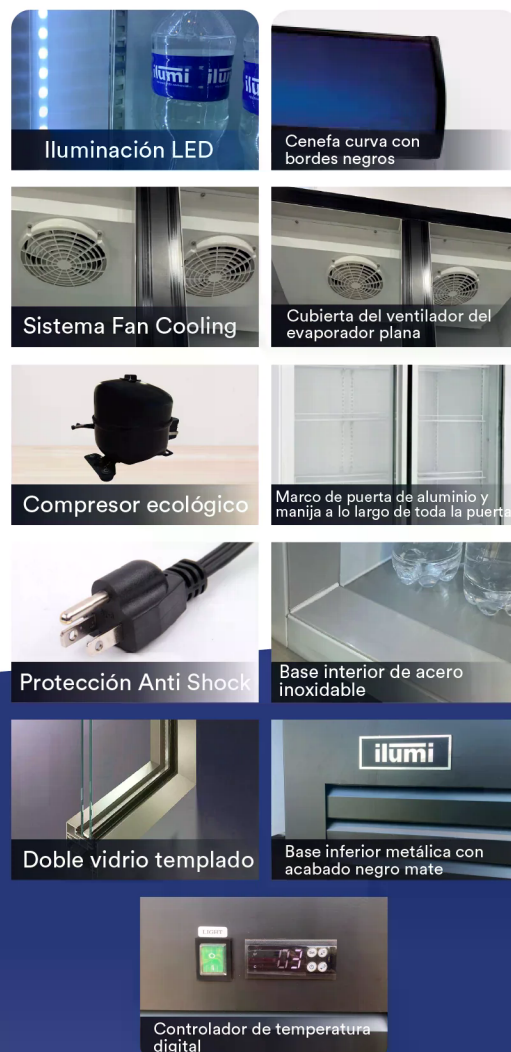 ilumi
Iluminación LED
Cenefa curva con
bordes negros
Sistema Fan Cooling
Cubierta del ventilador del
evaporador plana
Compresor ecológico
Marco de puerta de aluminio y
manija a lo largo de toda la puerta
Protección Anti Shock
Base interior de acero
inoxidable
Doble vidrio templado
ilumi
Base inferior metálica con
acabado negro mate
LIGHT
Controlador de temperatura
digital